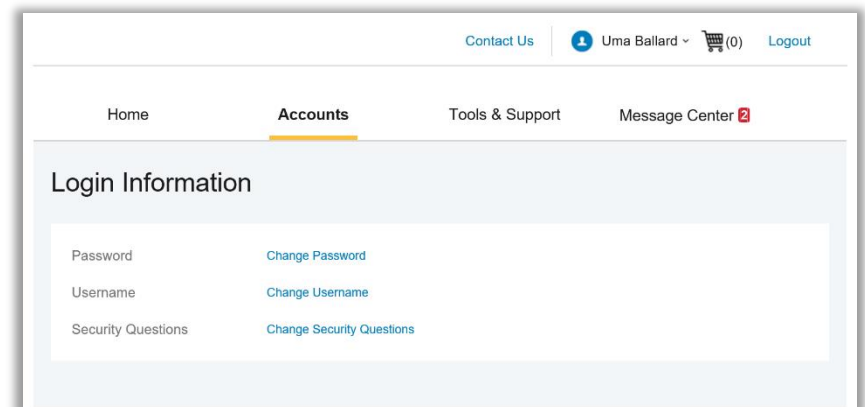 Contact Us Uma Ballard (0) Logout
Home Accounts Tools & Support Message Center 2
Login Information
Password Change Password
Username Change Username
Security Questions Change Security Questions